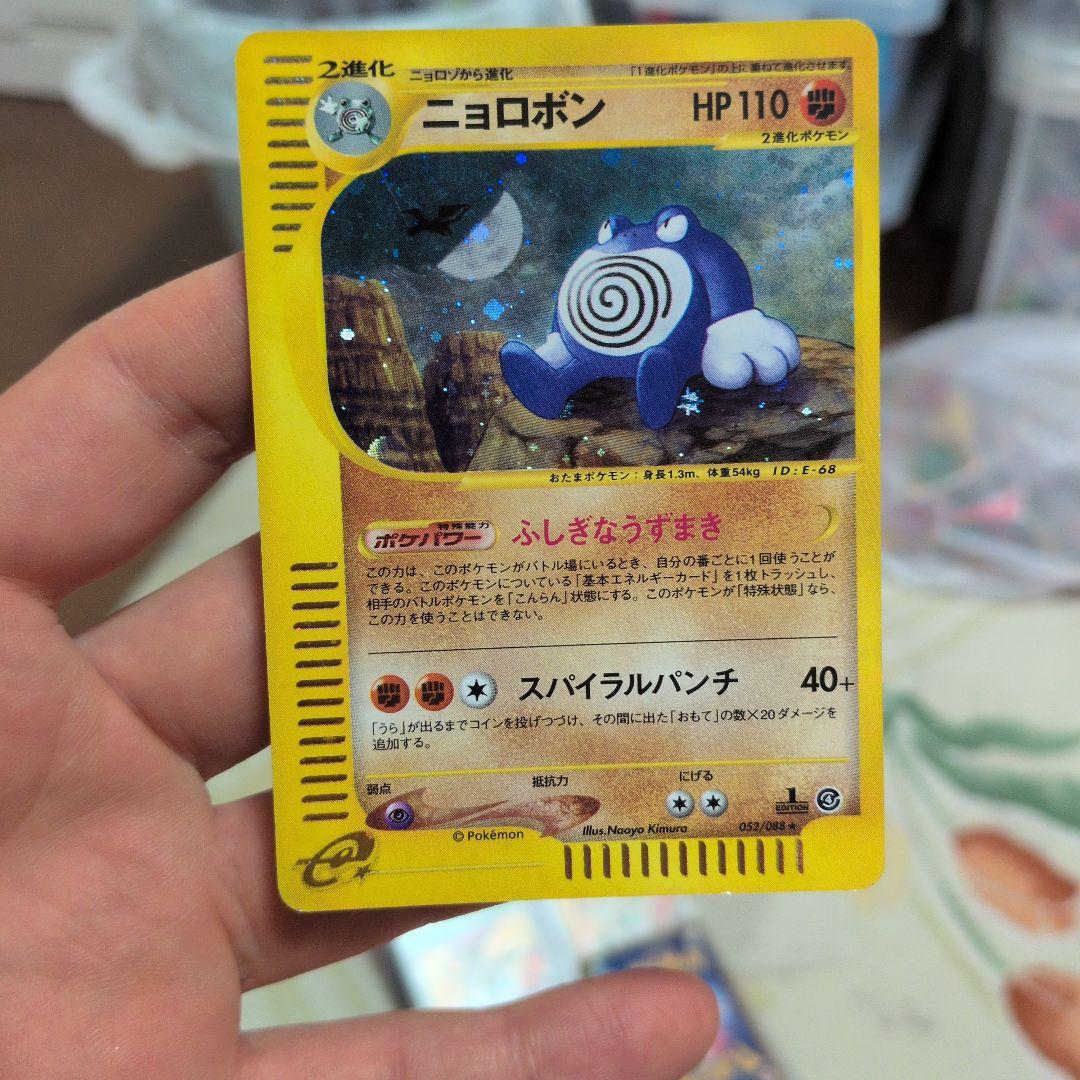 2進化 ニョロゾから進化 「1進化ポケモン」の上に重ねて進化させます。
ニョロボン HP 110
2進化ポケモン
おたまポケモン：身長1.3m、体重54kg ID：E-68
特殊能力
ポケパワー ふしぎなうずまき
この力は、このポケモンがバトル場にいるとき、自分の番ごとに1回使うことが
できる。このポケモンについている「基本エネルギーカード」を1枚トラッシュし、
相手のバトルポケモンを「こんらん」状態にする。このポケモンが「特殊状態」なら、
この力を使うことはできない。
スパイラルパンチ 40+
「うら」が出るまでコインを投げつづけ、その間に出た「おもて」の数×20ダメージを
追加する。
弱点 抵抗力 にげる
1 EDITION
© Pokémon Illus. Naoyo Kimura 052/088 ★
e